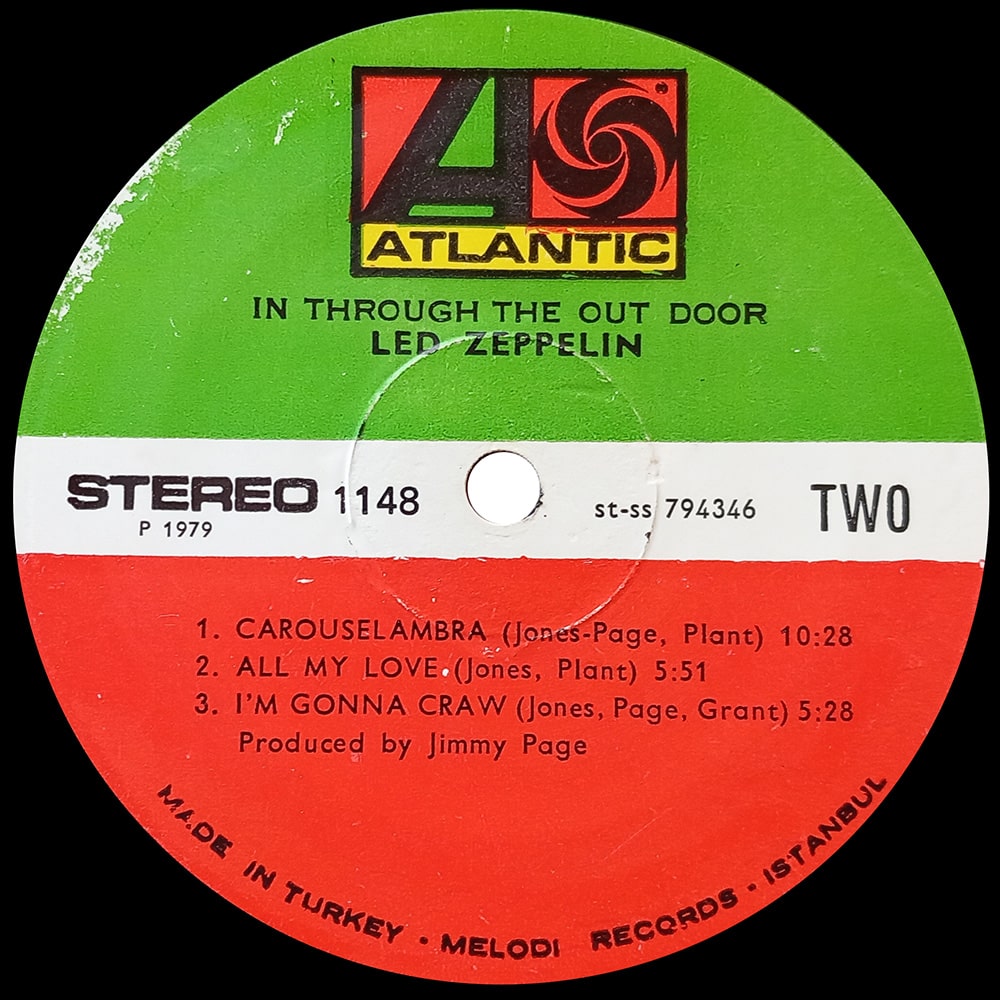 ATLANTIC
IN THROUGH THE OUT DOOR
LED ZEPPELIN
STEREO 1148 st-ss 794346 TWO
P 1979
1. CAROUSELAMBRA (Jones-Page, Plant) 10:28
2. ALL MY LOVE (Jones, Plant) 5:51
3. I'M GONNA CRAW (Jones, Page, Grant) 5:28
Produced by Jimmy Page
MADE IN TURKEY · MELODI RECORDS · ISTANBUL